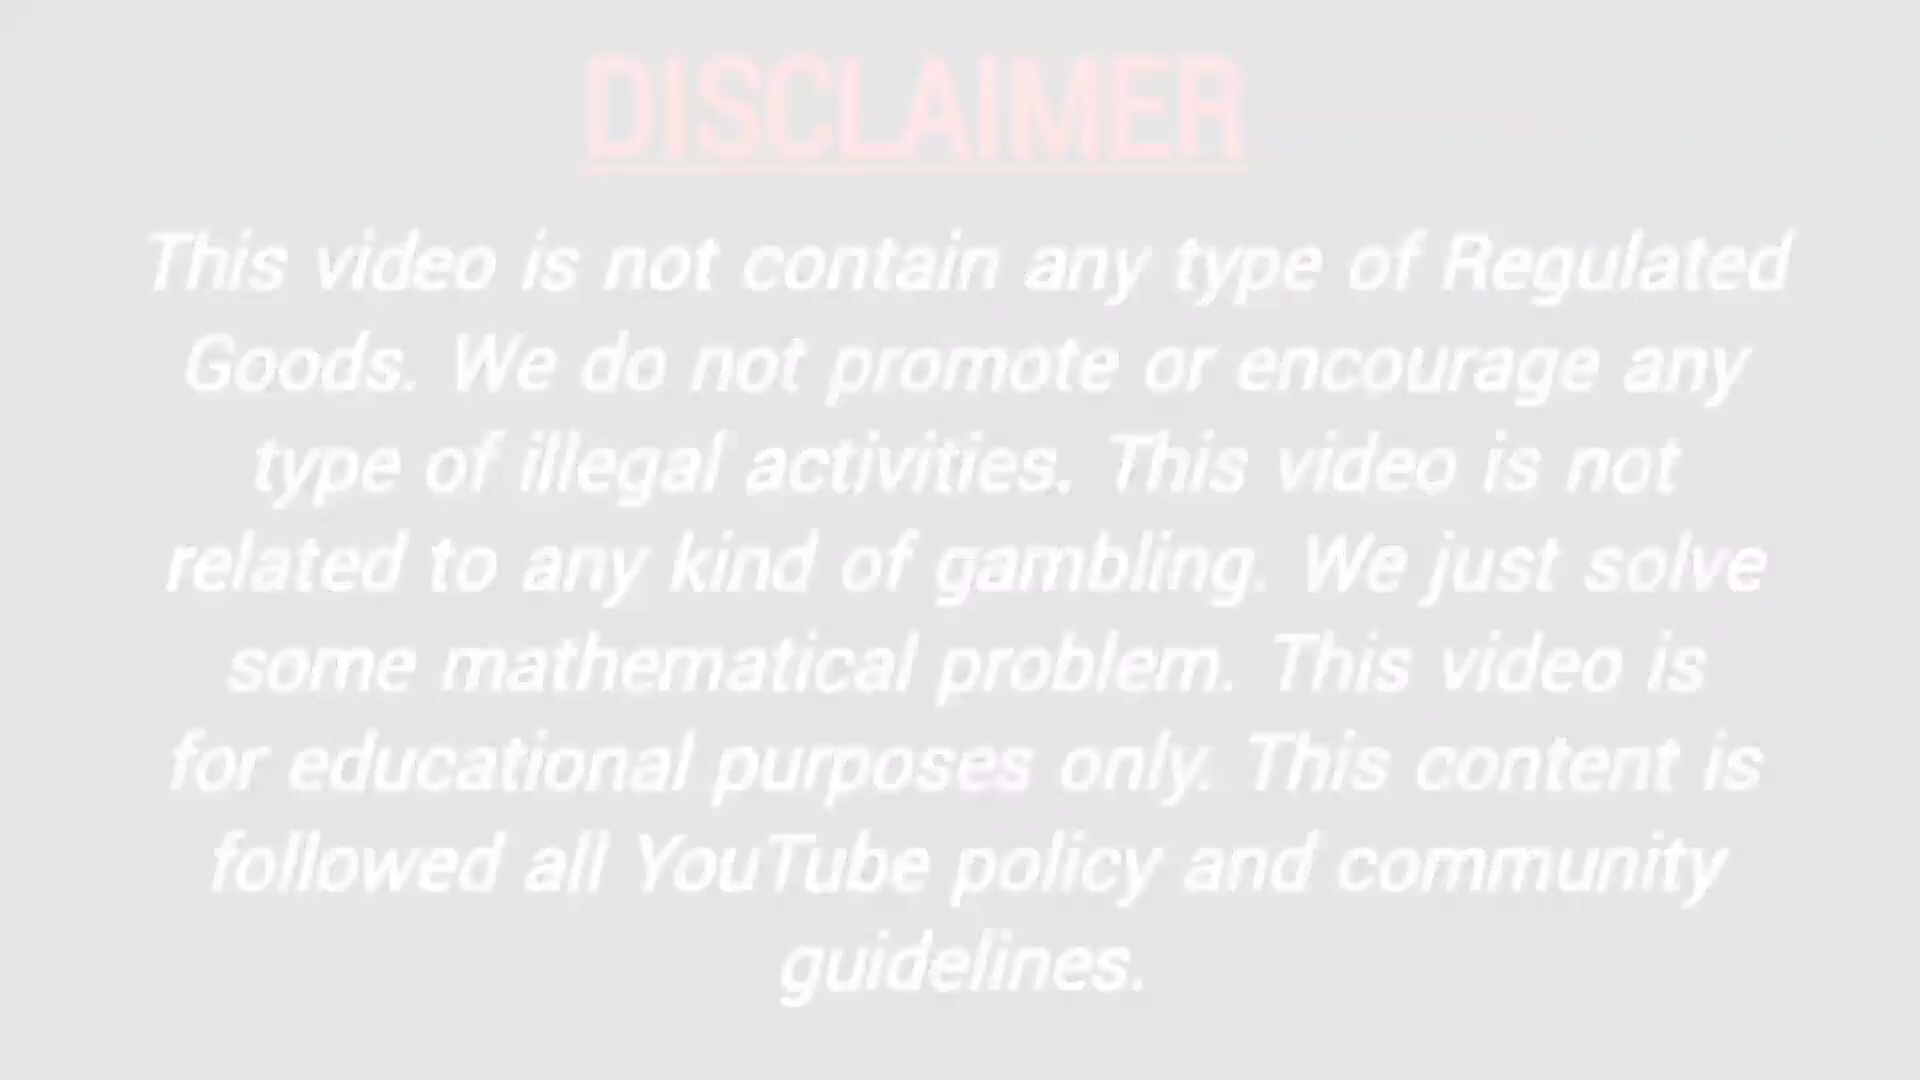 DISCLAIMER
This video is not contain any type of Regulated
Goods. We do not promote or encourage any
type of illegal activities. This video is not
related to any kind of gambling. We just solve
some mathematical problem. This video is
for educational purposes only. This content is
followed all YouTube policy and community
guidelines.